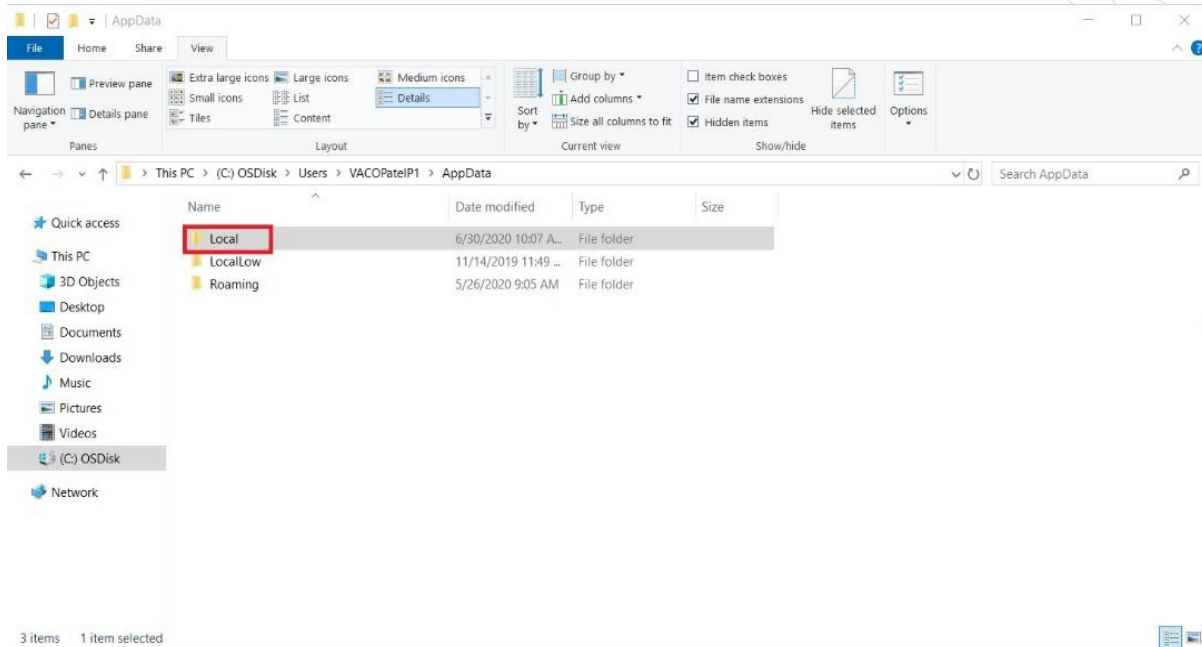 AppData
File Home Share View
Navigation pane
Preview pane
Details pane
Panes
Extra large icons Large icons Medium icons
Small icons List Details
Tiles Content
Layout
Sort by
Group by
Add columns
Size all columns to fit
Current view
Item check boxes
File name extensions
Hidden items
Hide selected items
Show/hide
Options
This PC > (C:) OSDisk > Users > VACOPatelP1 > AppData
Search AppData
Quick access
This PC
3D Objects
Desktop
Documents
Downloads
Music
Pictures
Videos
(C:) OSDisk
Network
Name Date modified Type Size
Local 6/30/2020 10:07 A... File folder
LocalLow 11/14/2019 11:49 ... File folder
Roaming 5/26/2020 9:05 AM File folder
3 items 1 item selected